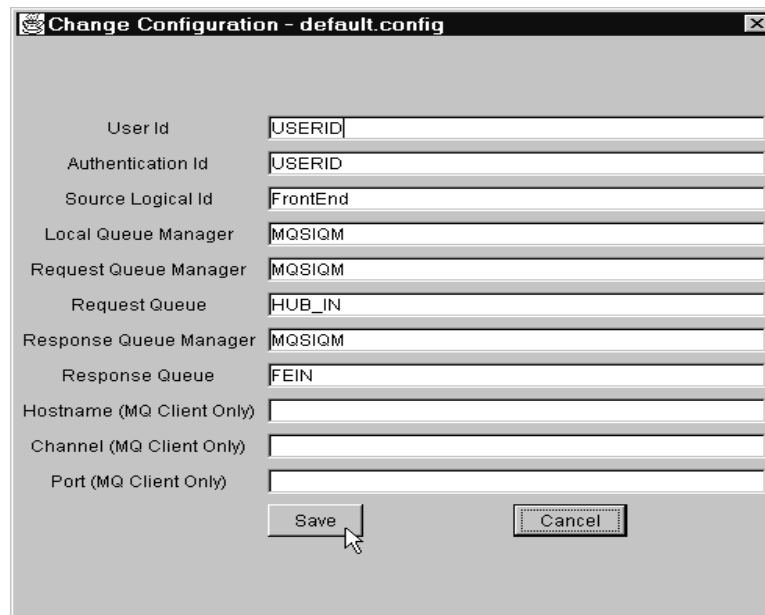 Change Configuration - default.config
User Id USERID
Authentication Id USERID
Source Logical Id FrontEnd
Local Queue Manager MQSIQM
Request Queue Manager MQSIQM
Request Queue HUB_IN
Response Queue Manager MQSIQM
Response Queue FEIN
Hostname (MQ Client Only)
Channel (MQ Client Only)
Port (MQ Client Only)
Save Cancel